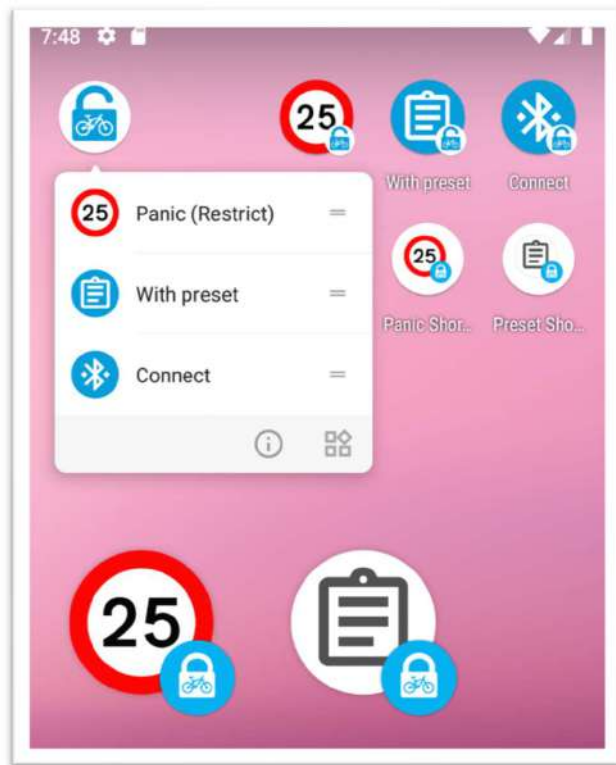 7:48
25
With preset
Connect
25 Panic (Restrict)
With preset
Connect
25
Panic Shor...
Preset Sho...
25